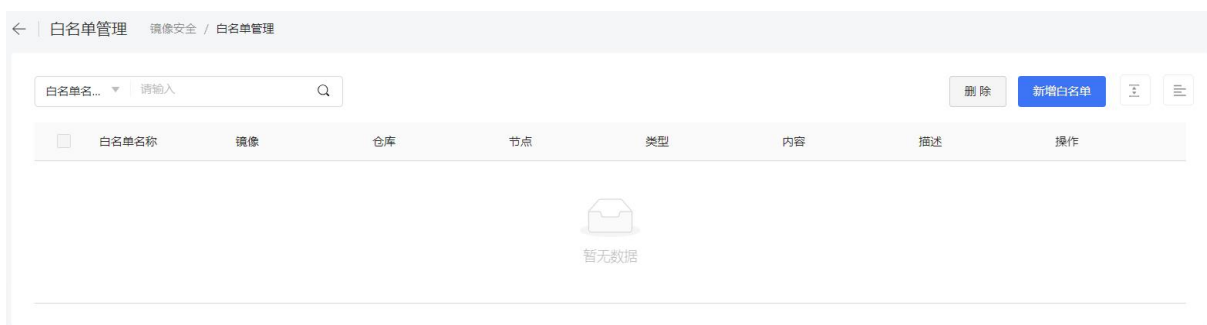 白名单管理 镜像安全 / 白名单管理
白名单名... 请输入 删 除 新增白名单
白名单名称 镜像 仓库 节点 类型 内容 描述 操作
暂无数据